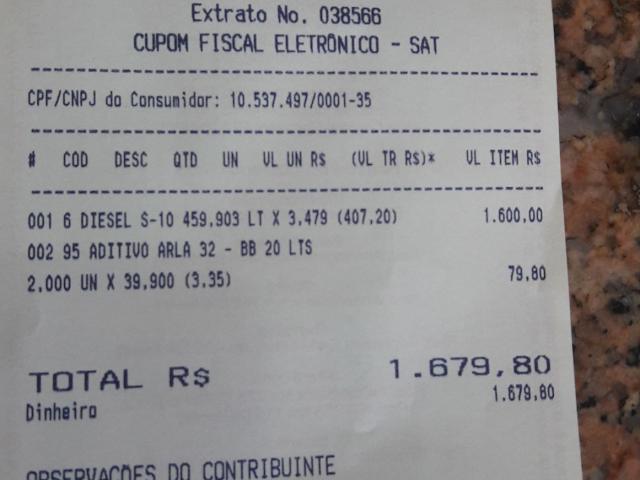 Extrato No. 038566
CUPOM FISCAL ELETRÔNICO - SAT
CPF/CNPJ do Consumidor: 10.537.497/0001-35
# COD DESC QTD UN VL UN R$ (VL TR R$)* VL ITEM R$
001 6 DIESEL S-10 459,903 LT X 3,479 (407,20) 1.600,00
002 95 ADITIVO ARLA 32 - BB 20 LTS
2,000 UN X 39,900 (3,35) 79,80
TOTAL R$ 1.679,80
Dinheiro 1.679,80
OBSERVAÇÕES DO CONTRIBUINTE